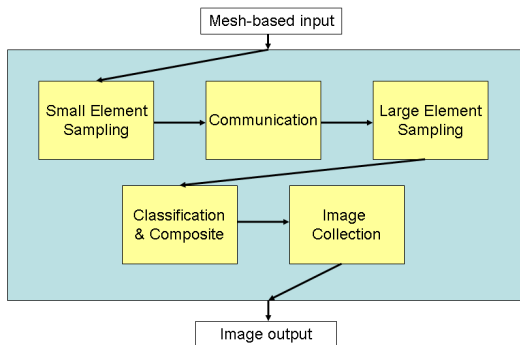 Mesh-based input
Small Element
Sampling
Communication
Large Element
Sampling
Classification
& Composite
Image
Collection
Image output